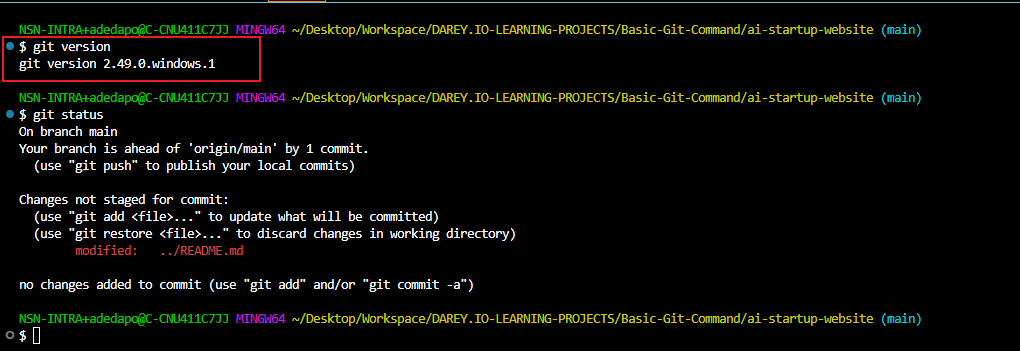 NSN-INTRA+adedapo@C-CNU411C7JJ MINGW64 ~/Desktop/Workspace/DAREY.IO-LEARNING-PROJECTS/Basic-Git-Command/ai-startup-website (main)
$ git version
git version 2.49.0.windows.1
NSN-INTRA+adedapo@C-CNU411C7JJ MINGW64 ~/Desktop/Workspace/DAREY.IO-LEARNING-PROJECTS/Basic-Git-Command/ai-startup-website (main)
$ git status
On branch main
Your branch is ahead of 'origin/main' by 1 commit.
  (use "git push" to publish your local commits)
Changes not staged for commit:
  (use "git add <file>..." to update what will be committed)
  (use "git restore <file>..." to discard changes in working directory)
        modified:   ../README.md
no changes added to commit (use "git add" and/or "git commit -a")
NSN-INTRA+adedapo@C-CNU411C7JJ MINGW64 ~/Desktop/Workspace/DAREY.IO-LEARNING-PROJECTS/Basic-Git-Command/ai-startup-website (main)
$